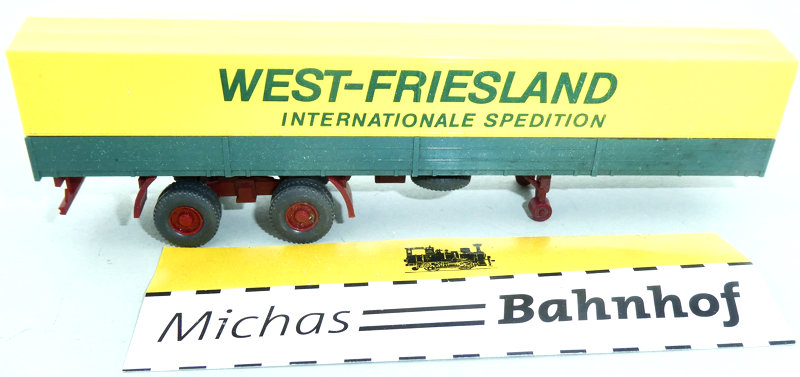 WEST-FRIESLAND
INTERNATIONALE SPEDITION
Michas Bahnhof